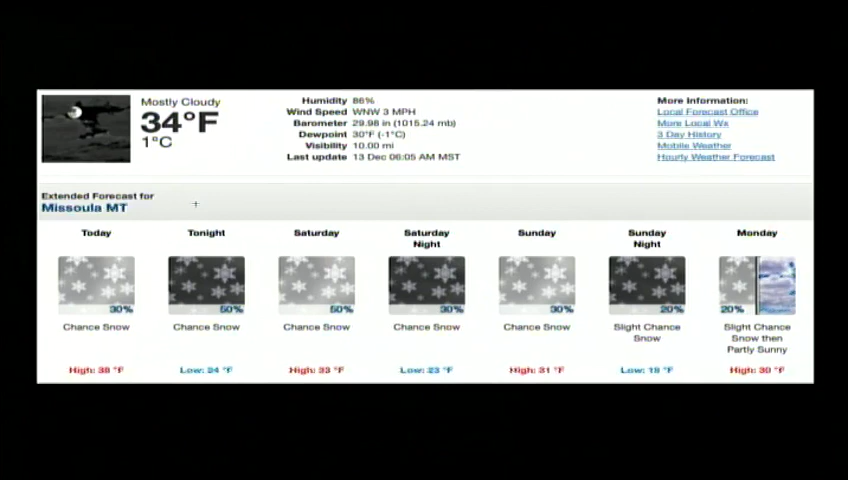 Mostly Cloudy
34°F
1°C
Humidity 86%
Wind Speed WNW 3 MPH
Barometer 29.98 in (1015.24 mb)
Dewpoint 30°F (-1°C)
Visibility 10.00 mi
Last update 13 Dec 06:05 AM MST
More Information:
Local Forecast Office
More Local Wx
3 Day History
Mobile Weather
Hourly Weather Forecast
Extended Forecast for
Missoula MT
Today
30%
Chance Snow
High: 38 °F
Tonight
50%
Chance Snow
Low: 24 °F
Saturday
50%
Chance Snow
High: 33 °F
Saturday
Night
30%
Chance Snow
Low: 23 °F
Sunday
30%
Chance Snow
High: 31 °F
Sunday
Night
20%
Slight Chance
Snow
Low: 18 °F
Monday
20%
Slight Chance
Snow then
Partly Sunny
High: 30 °F